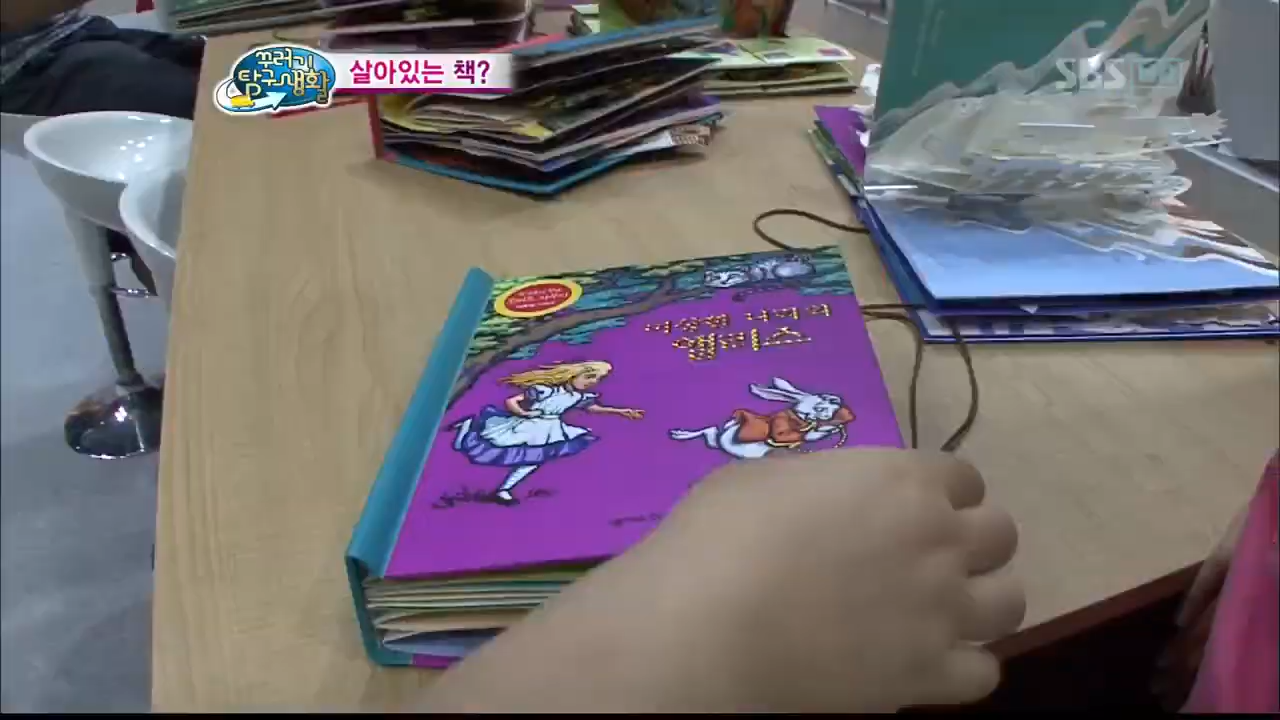 꾸러기
탐구생활
살아있는 책?
SBS
이상한 나라의
앨리스